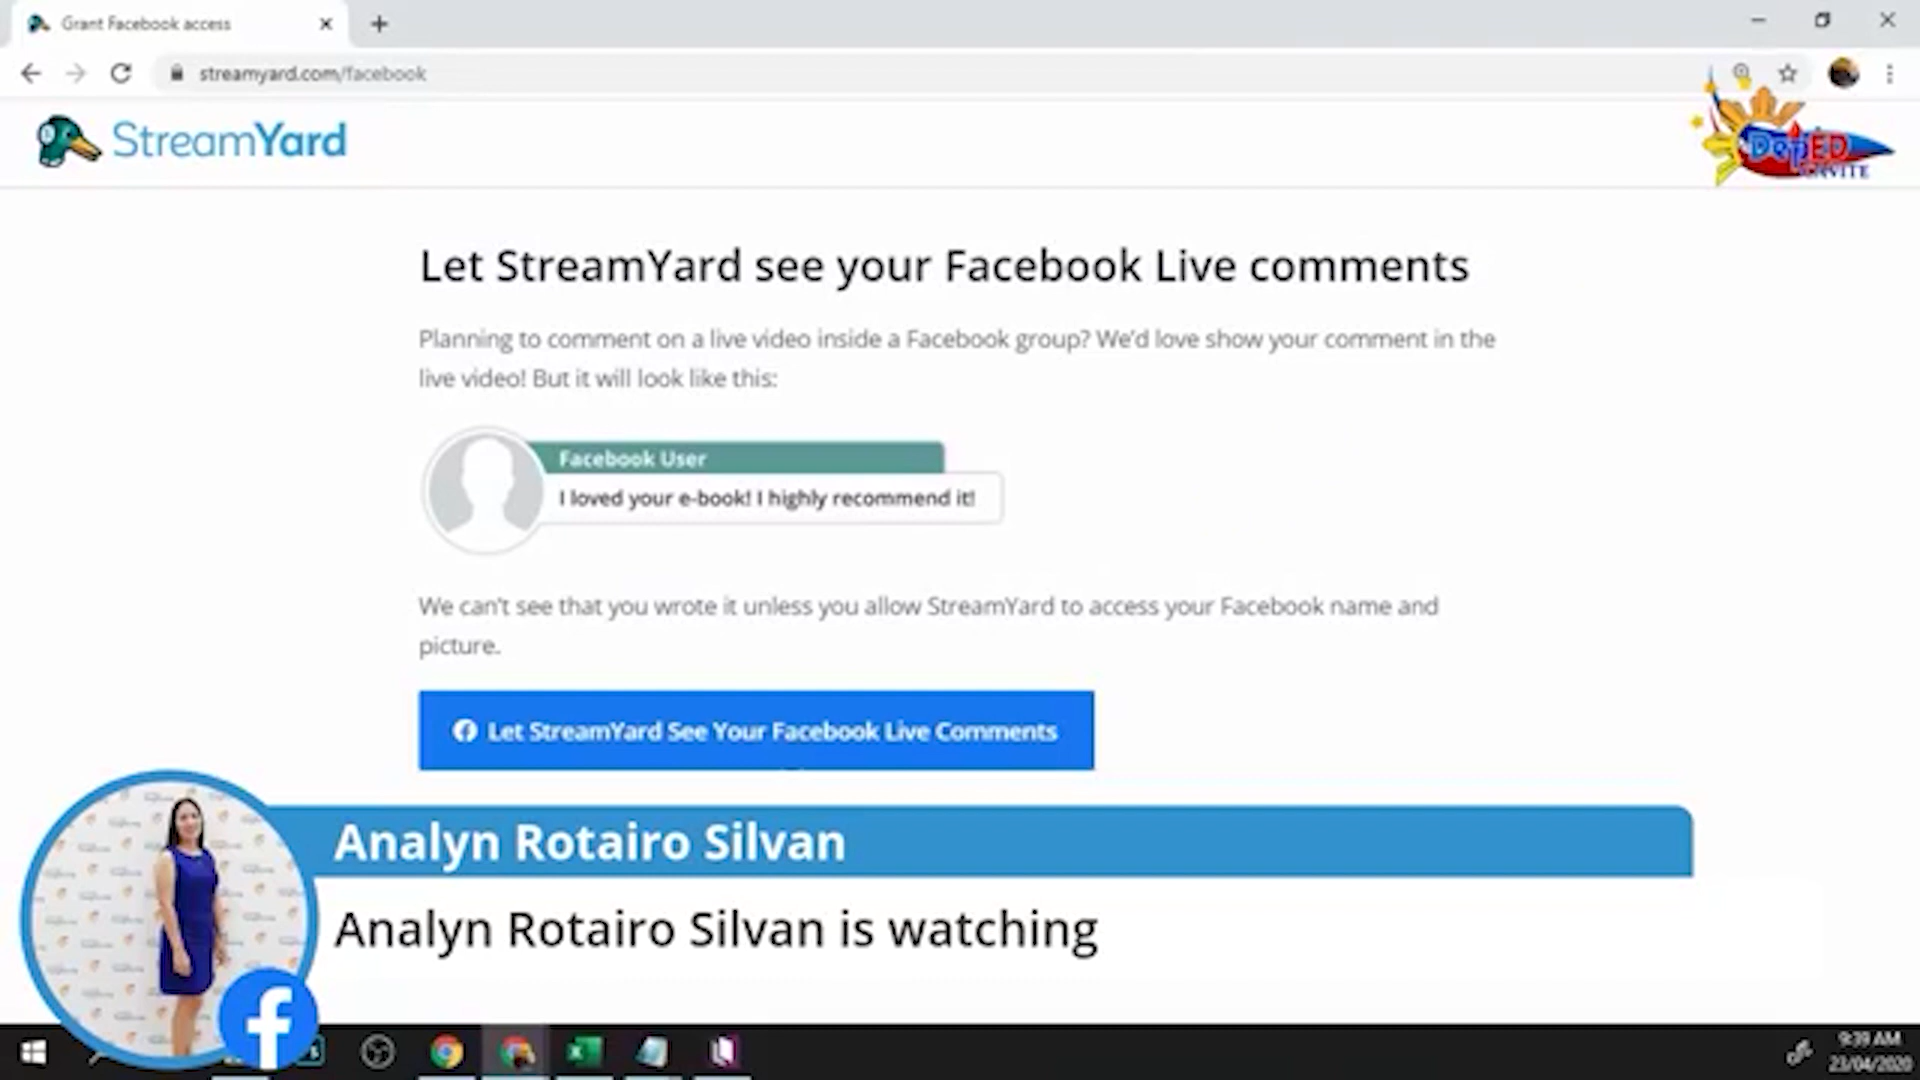 Grant Facebook access
streamyard.com/facebook
StreamYard
DepED
CAVITE
Let StreamYard see your Facebook Live comments
Planning to comment on a live video inside a Facebook group? We'd love show your comment in the
live video! But it will look like this:
Facebook User
I loved your e-book! I highly recommend it!
We can't see that you wrote it unless you allow StreamYard to access your Facebook name and
picture.
Let StreamYard See Your Facebook Live Comments
Analyn Rotairo Silvan
Analyn Rotairo Silvan is watching
9:39 AM
23/04/2020